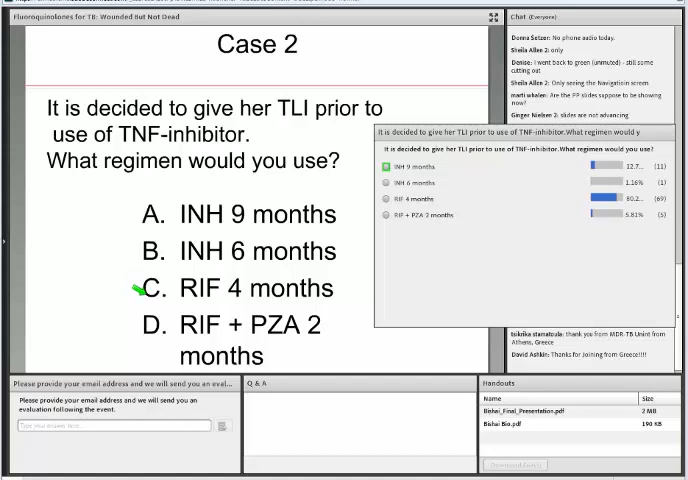 Fluoroquinolones for TB: Wounded But Not Dead
Case 2
It is decided to give her TLI prior to
use of TNF-inhibitor.
What regimen would you use?
A. INH 9 months
B. INH 6 months
C. RIF 4 months
D. RIF + PZA 2
months
Chat (Everyone)
Donna Setzer: No phone audio today.
Sheila Allen 2: only
Denise: I went back to green (unmuted) - still some
cutting out
Sheila Allen 2: Only seeing the Navigatioin screen
marti whalen: Are the PP slides suppose to be showing
now?
Ginger Nielsen 2: slides are not advancing
It is decided to give her TLI prior to use of TNF-inhibitor.What regimen would y
It is decided to give her TLI prior to use of TNF-inhibitor.What regimen would you use?
INH 9 months 12.7... (11)
INH 6 months 1.16% (1)
RIF 4 months 80.2... (69)
RIF + PZA 2 months 5.81% (5)
tsikrika stamatoula: thank you from MDR-TB Unint from
Athens, Greece
David Ashkin: Thanks for Joining from Greece!!!!
Please provide your email address and we will send you an eval...
Please provide your email address and we will send you an
evaluation following the event.
Type your answer here...
Q & A
Handouts
Name Size
Bishai_Final_Presentation.pdf 2 MB
Bishai Bio.pdf 190 KB